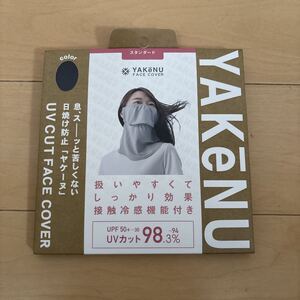 スタンダード
YAKeNU
FACE COVER
color
息、スーッと苦しくない
日焼け防止「ヤケーヌ」
UV CUT FACE COVER
YAKeNU
扱いやすくて
しっかり効果
接触冷感機能付き
UPF 50+
UVカット98.3%